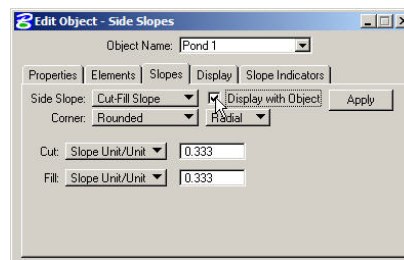 Edit Object - Side Slopes
Object Name: Pond 1
Properties Elements Slopes Display Slope Indicators
Side Slope: Cut-Fill Slope Display with Object Apply
Corner: Rounded Radial
Cut: Slope Unit/Unit 0.333
Fill: Slope Unit/Unit 0.333